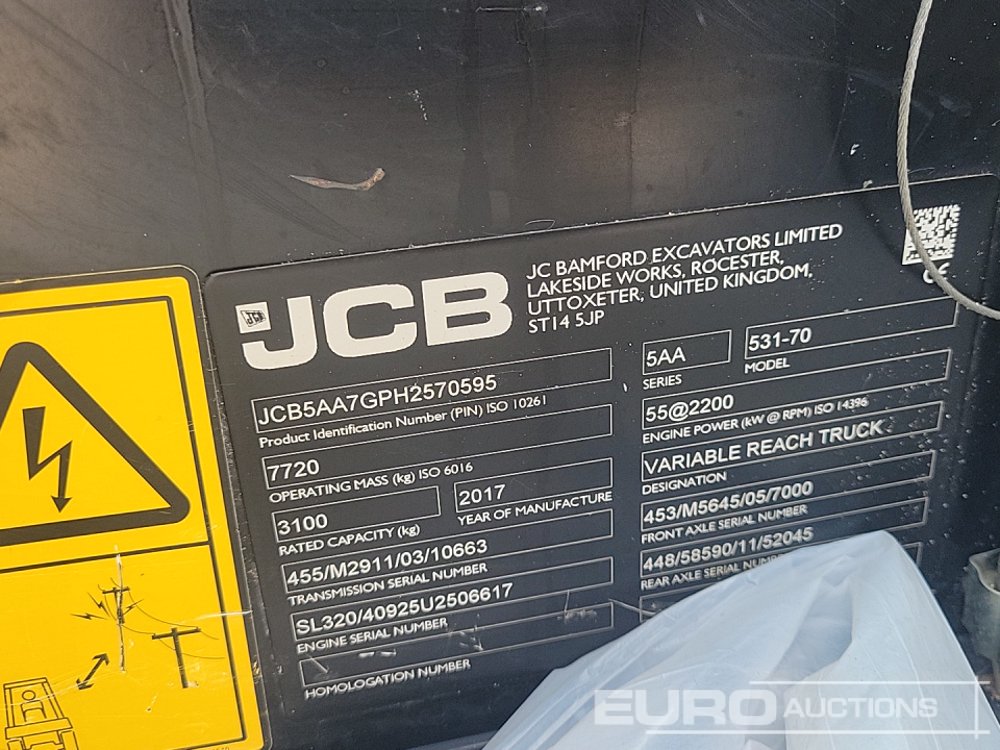 JCB
JC BAMFORD EXCAVATORS LIMITED
LAKESIDE WORKS, ROCESTER,
UTTOXETER, UNITED KINGDOM,
ST14 5JP
JCB5AA7GPH2570595
Product Identification Number (PIN) ISO 10261
7720
OPERATING MASS (kg) ISO 6016
3100
RATED CAPACITY (kg)
2017
YEAR OF MANUFACTURE
455/M2911/03/10663
TRANSMISSION SERIAL NUMBER
SL320/40925U2506617
ENGINE SERIAL NUMBER
HOMOLOGATION NUMBER
5AA
SERIES
531-70
MODEL
55@2200
ENGINE POWER (kW @ RPM) ISO 14396
VARIABLE REACH TRUCK
DESIGNATION
453/M5645/05/7000
FRONT AXLE SERIAL NUMBER
448/58590/11/52045
REAR AXLE SERIAL
EURO AUCTIONS